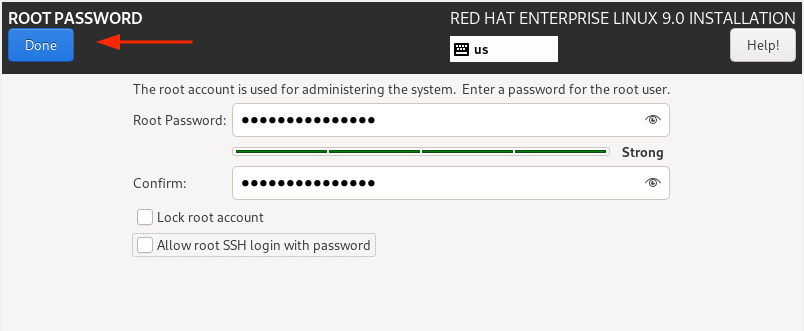 ROOT PASSWORD
RED HAT ENTERPRISE LINUX 9.0 INSTALLATION
Done
us
Help!
The root account is used for administering the system. Enter a password for the root user.
Root Password: ●●●●●●●●●●●●●●●
Strong
Confirm: ●●●●●●●●●●●●●●●
Lock root account
Allow root SSH login with password